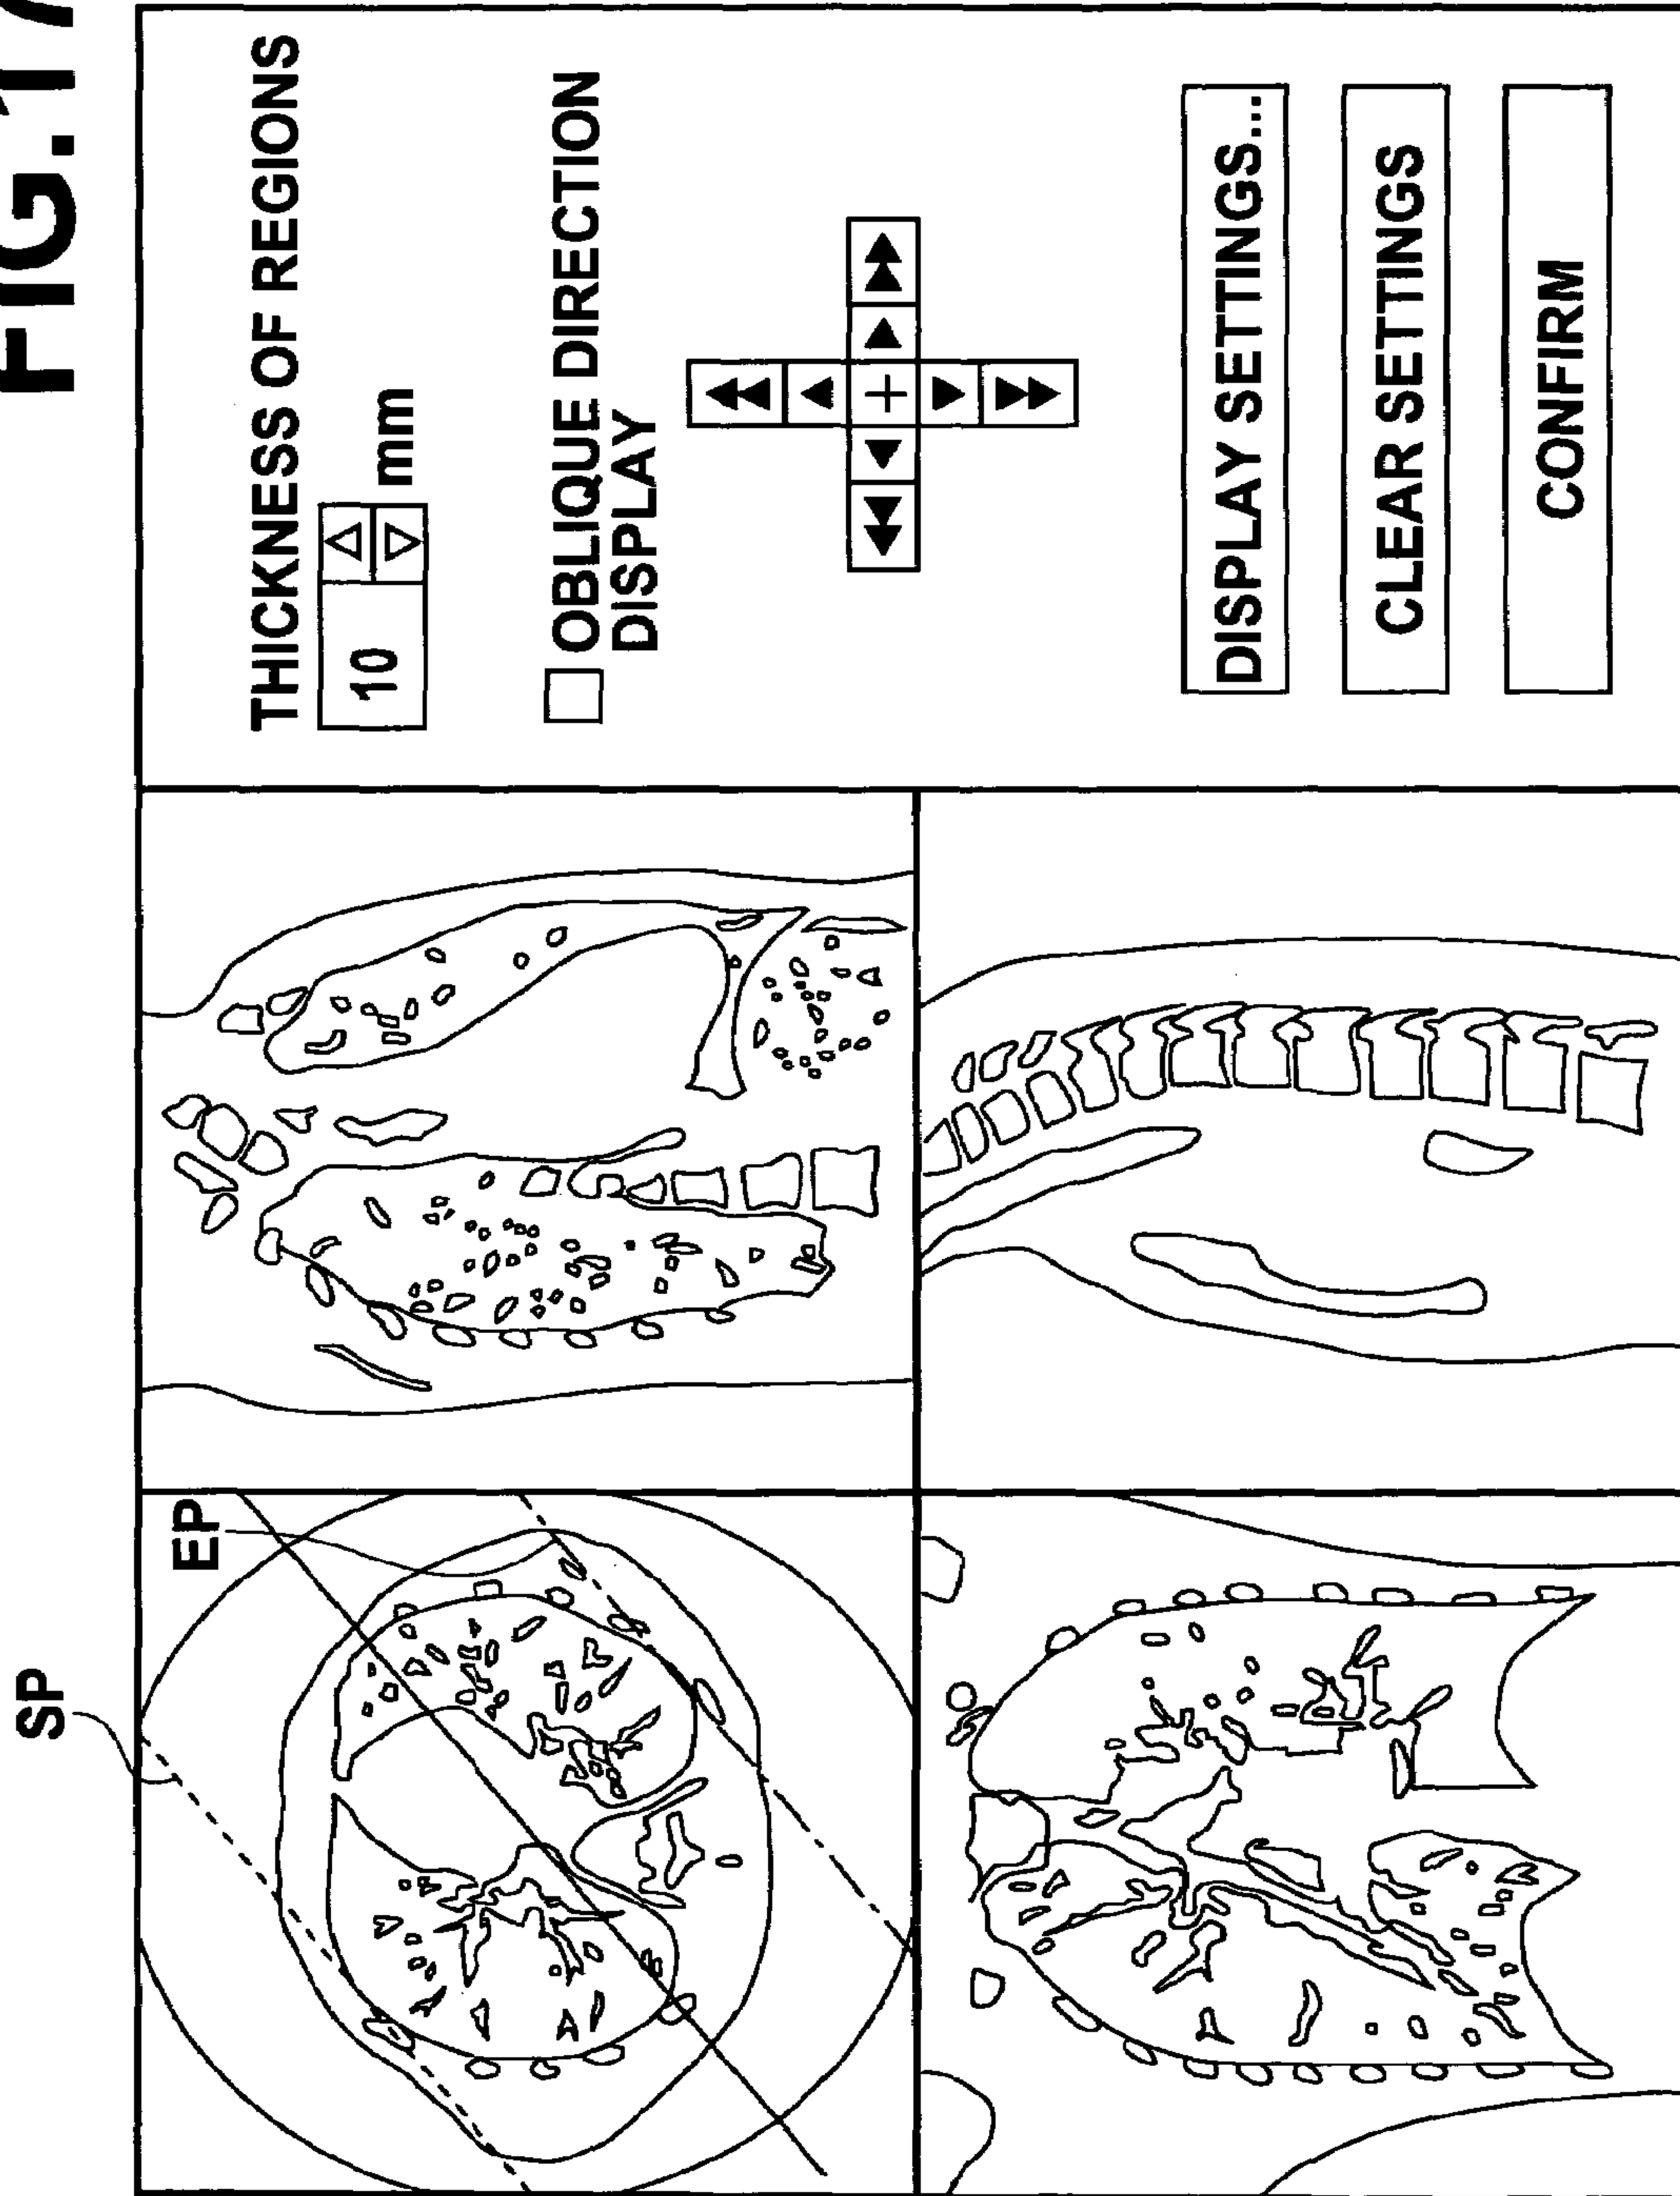 FIG.17
SP
EP
THICKNESS OF REGIONS
10
mm
OBLIQUE DIRECTION
DISPLAY
DISPLAY SETTINGS...
CLEAR SETTINGS
CONFIRM